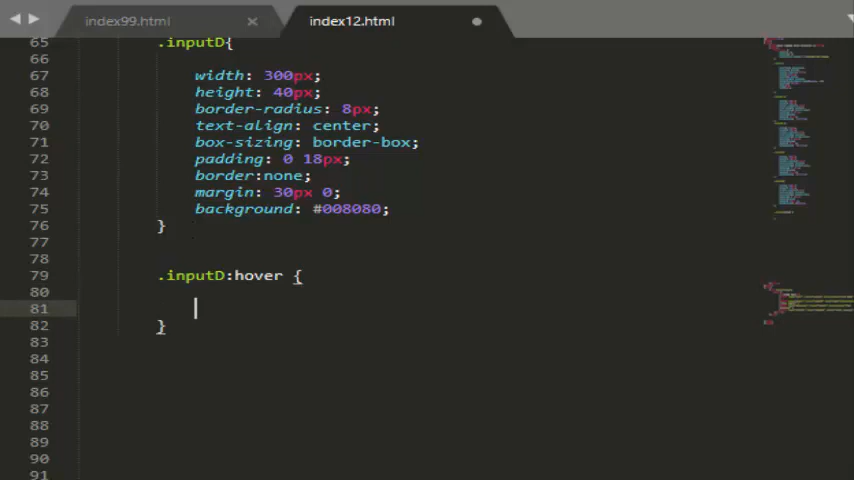 index99.html
index12.html
65 .inputD{
66
67 width: 300px;
68 height: 40px;
69 border-radius: 8px;
70 text-align: center;
71 box-sizing: border-box;
72 padding: 0 18px;
73 border:none;
74 margin: 30px 0;
75 background: #008080;
76 }
77
78
79 .inputD:hover {
80
81
82 }
83
84
85
86
87
88
89
90
91